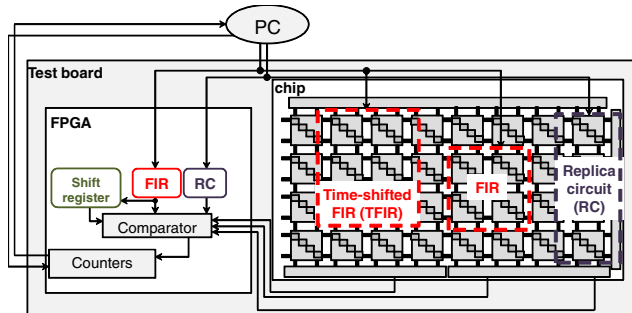 PC
Test board
chip
FPGA
Shift
register
FIR
RC
Comparator
Counters
Time-shifted
FIR (TFIR)
FIR
Replica
circuit
(RC)